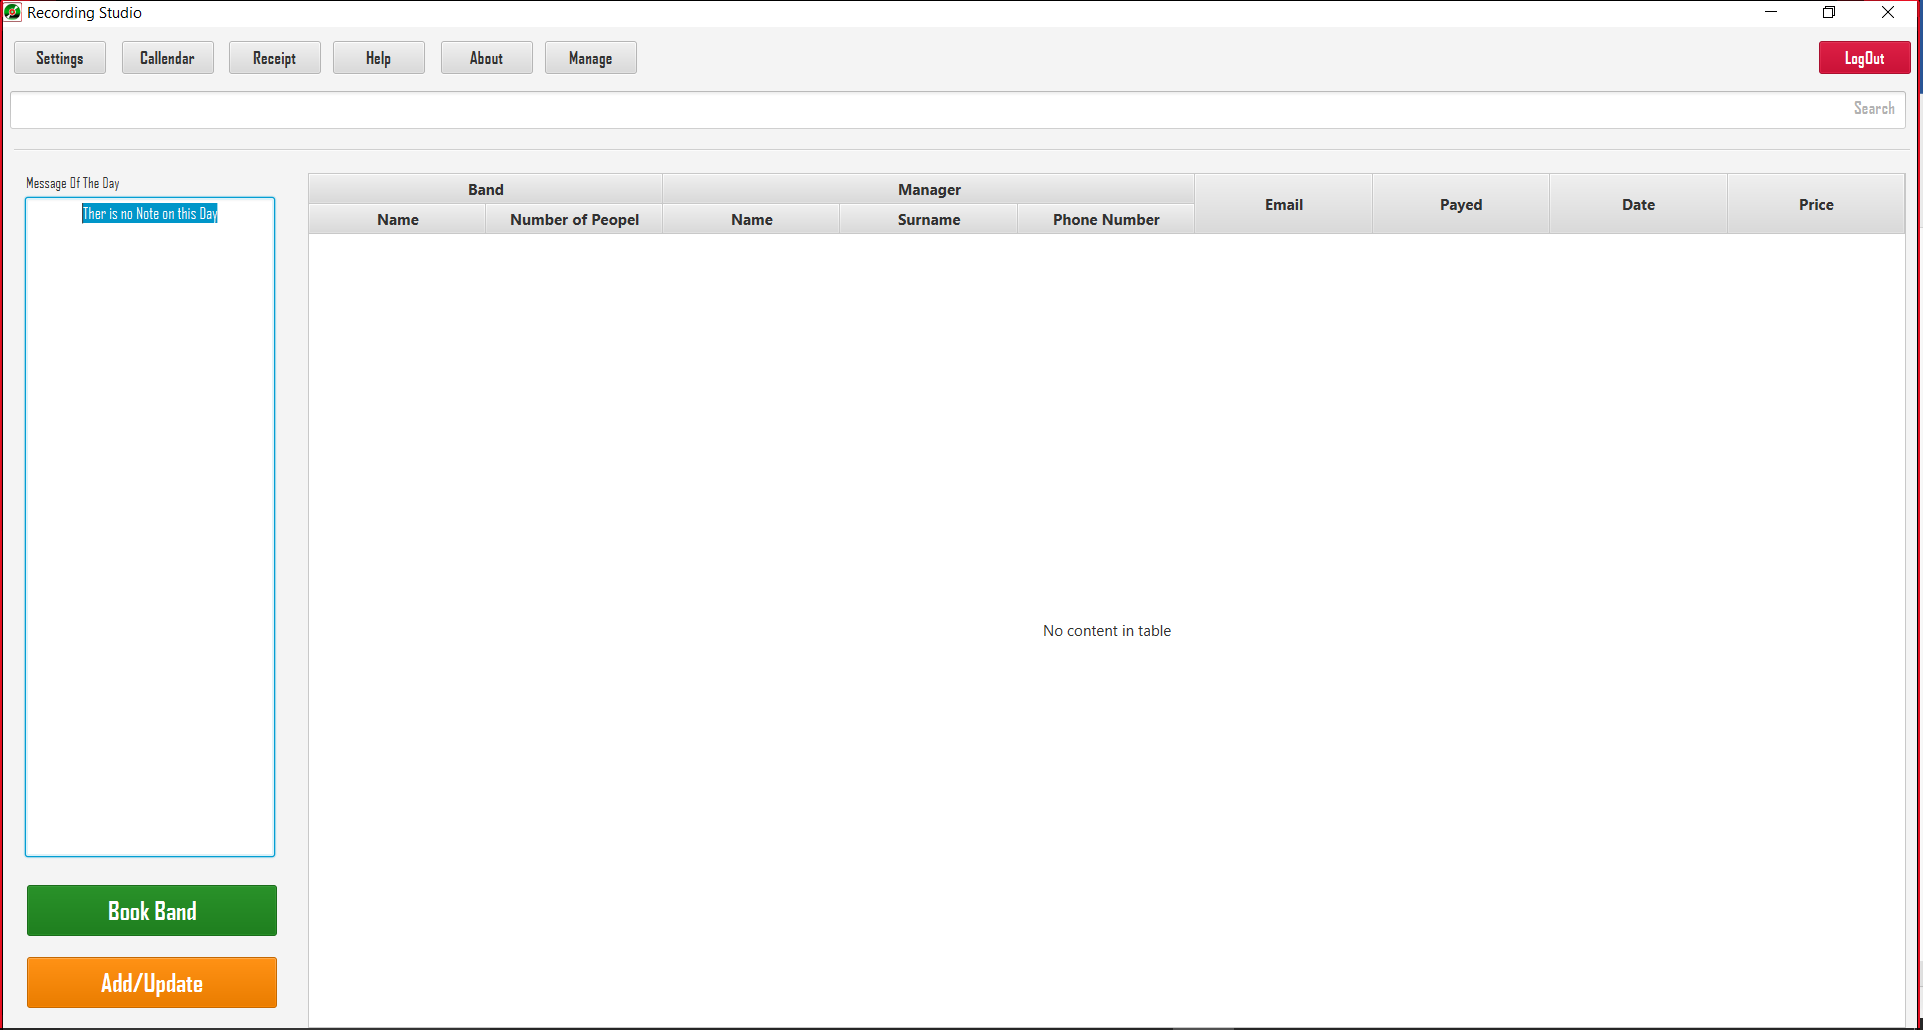 Recording Studio
Settings Callendar Receipt Help About Manage LogOut
Search
Message Of The Day
Ther is no Note on this Day
Band Manager Email Payed Date Price
Name Number of Peopel Name Surname Phone Number
No content in table
Book Band
Add/Update